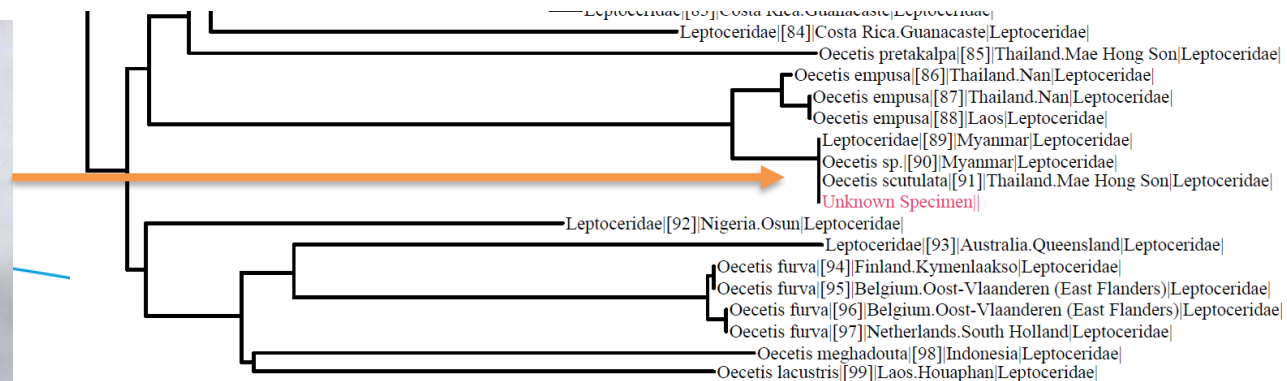 Leptoceridae|[83]|Costa Rica.Guanacaste|Leptoceridae|
Leptoceridae|[84]|Costa Rica.Guanacaste|Leptoceridae|
Oecetis pretakalpa|[85]|Thailand.Mae Hong Son|Leptoceridae|
Oecetis empusa|[86]|Thailand.Nan|Leptoceridae|
Oecetis empusa|[87]|Thailand.Nan|Leptoceridae|
Oecetis empusa|[88]|Laos|Leptoceridae|
Leptoceridae|[89]|Myanmar|Leptoceridae|
Oecetis sp.|[90]|Myanmar|Leptoceridae|
Oecetis scutulata|[91]|Thailand.Mae Hong Son|Leptoceridae|
Unknown Specimen||
Leptoceridae|[92]|Nigeria.Osun|Leptoceridae|
Leptoceridae|[93]|Australia.Queensland|Leptoceridae|
Oecetis furva|[94]|Finland.Kymenlaakso|Leptoceridae|
Oecetis furva|[95]|Belgium.Oost-Vlaanderen (East Flanders)|Leptoceridae|
Oecetis furva|[96]|Belgium.Oost-Vlaanderen (East Flanders)|Leptoceridae|
Oecetis furva|[97]|Netherlands.South Holland|Leptoceridae|
Oecetis meghadouta|[98]|Indonesia|Leptoceridae|
Oecetis lacustris|[99]|Laos.Houaphan|Leptoceridae|